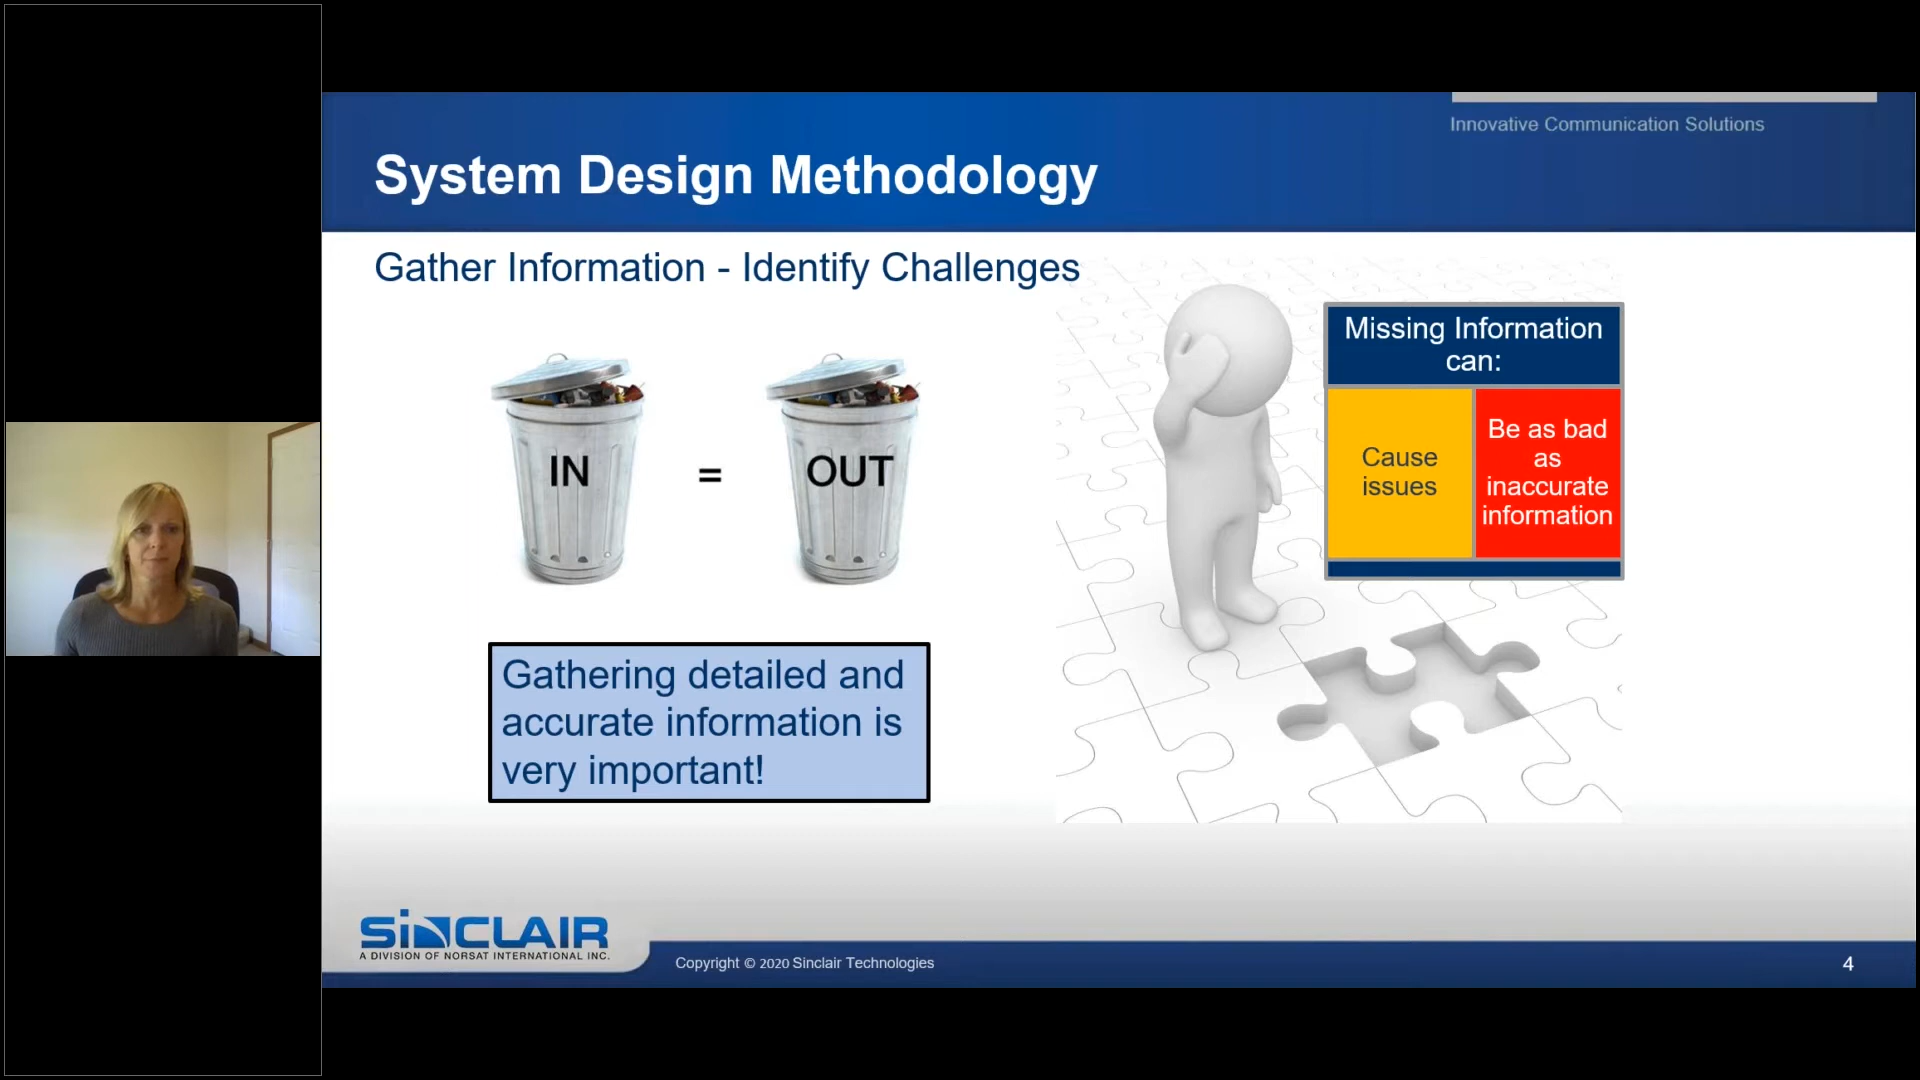 Innovative Communication Solutions
System Design Methodology
Gather Information - Identify Challenges
IN
=
OUT
Gathering detailed and
accurate information is
very important!
Missing Information
can:
Cause
issues
Be as bad
as
inaccurate
information
SINCLAIR
A DIVISION OF NORSAT INTERNATIONAL INC.
Copyright © 2020 Sinclair Technologies
4